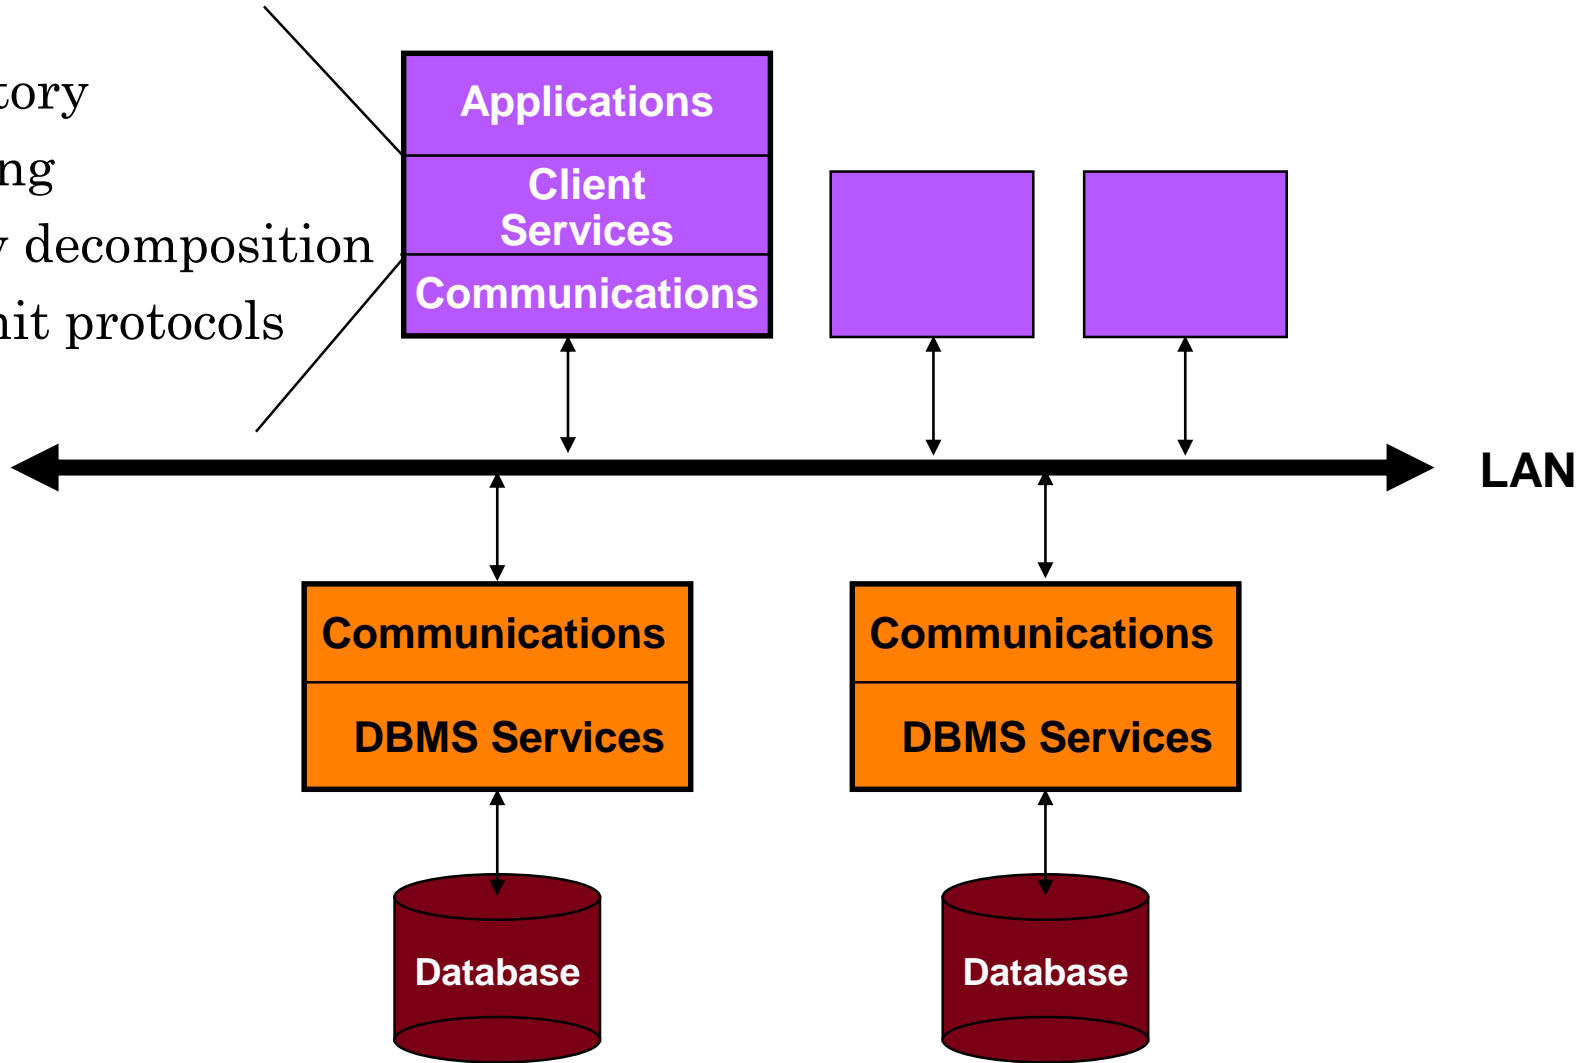 tory
ng
y decomposition
nit protocols
Applications
Client
Services
Communications
LAN
Communications
DBMS Services
Communications
DBMS Services
Database
Database